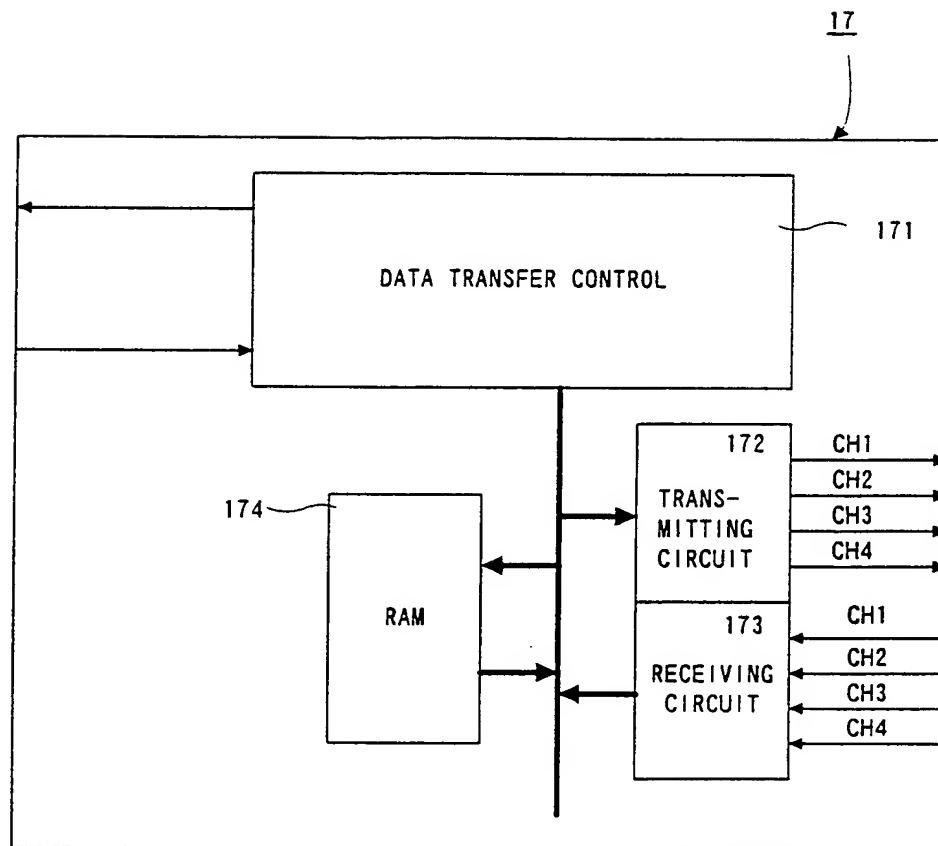 17
171
DATA TRANSFER CONTROL
172
TRANS-
MITTING
CIRCUIT
CH1
CH2
CH3
CH4
174
RAM
173
RECEIVING
CIRCUIT
CH1
CH2
CH3
CH4